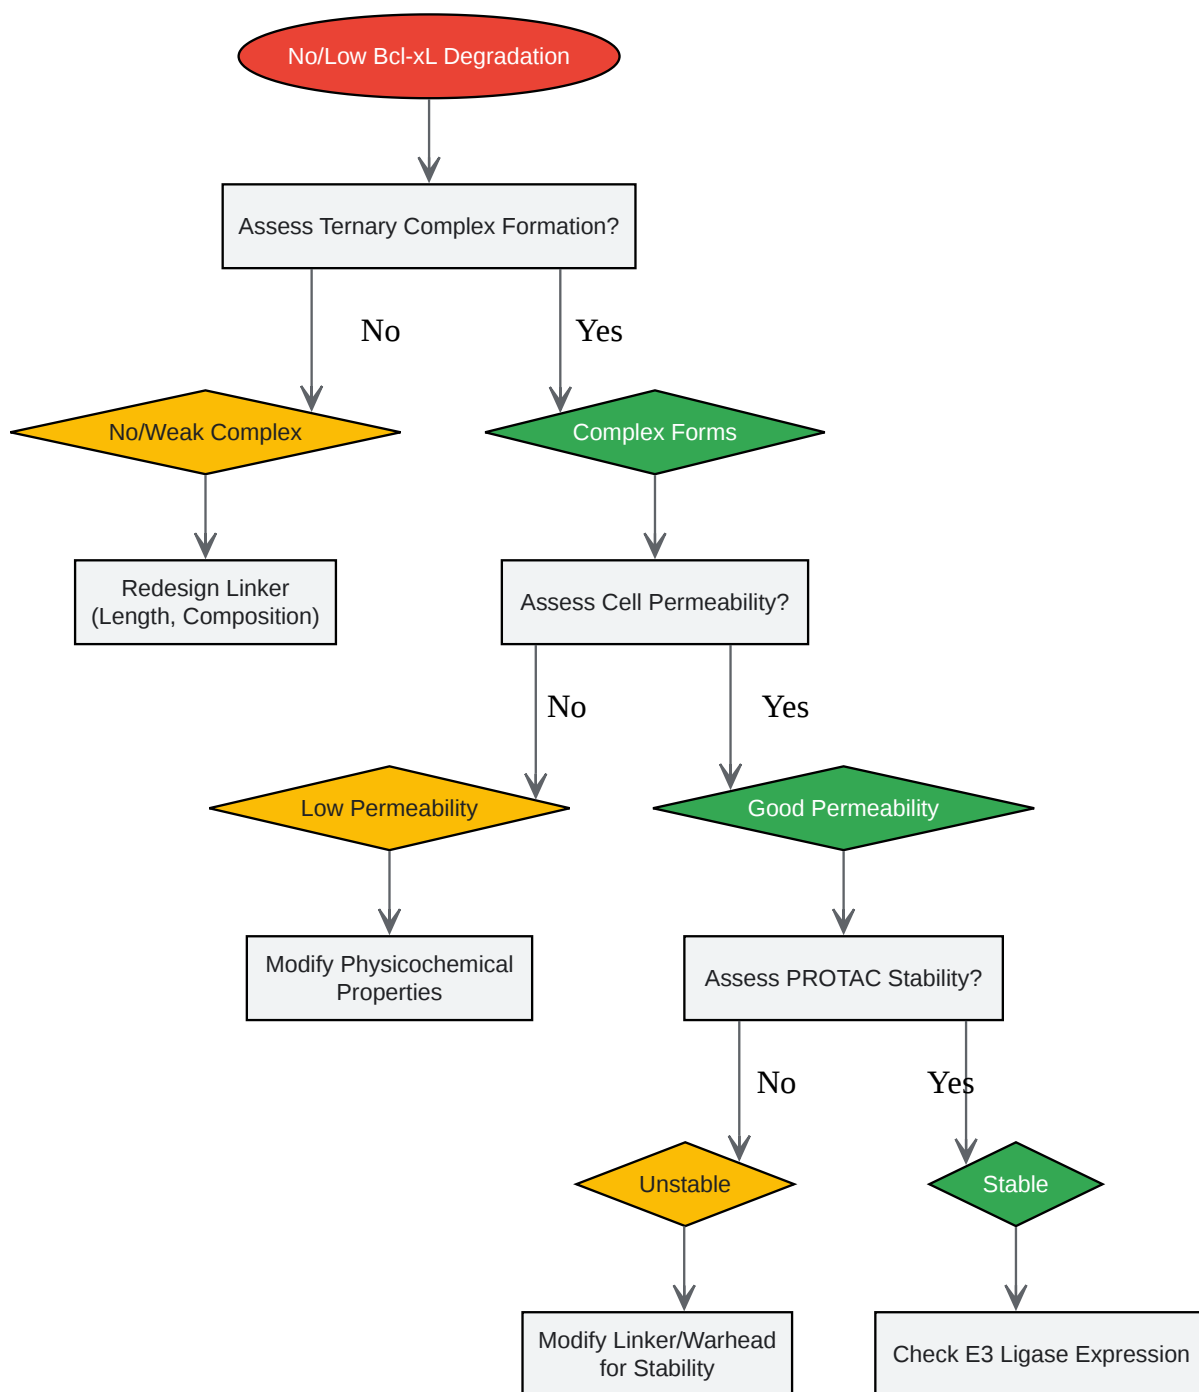 No/Low Bcl-xL Degradation
Assess Ternary Complex Formation?
No
Yes
No/Weak Complex
Complex Forms
Redesign Linker
(Length, Composition)
Assess Cell Permeability?
No
Yes
Low Permeability
Good Permeability
Modify Physicochemical
Properties
Assess PROTAC Stability?
No
Yes
Unstable
Stable
Modify Linker/Warhead
for Stability
Check E3 Ligase Expression